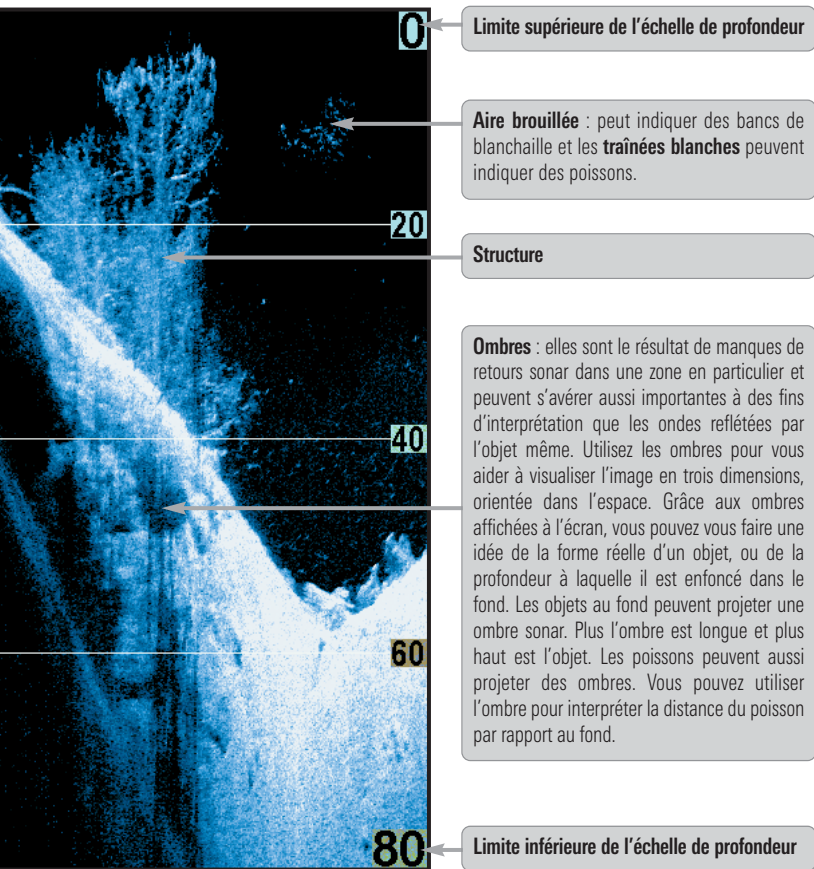 0
Limite supérieure de l'échelle de profondeur
Aire brouillée : peut indiquer des bancs de
blanchaille et les traînées blanches peuvent
indiquer des poissons.
20
Structure
Ombres : elles sont le résultat de manques de
retours sonar dans une zone en particulier et
peuvent s'avérer aussi importantes à des fins
d'interprétation que les ondes reflétées par
l'objet même. Utilisez les ombres pour vous
aider à visualiser l'image en trois dimensions,
orientée dans l'espace. Grâce aux ombres
affichées à l'écran, vous pouvez vous faire une
idée de la forme réelle d'un objet, ou de la
profondeur à laquelle il est enfoncé dans le
fond. Les objets au fond peuvent projeter une
ombre sonar. Plus l'ombre est longue et plus
haut est l'objet. Les poissons peuvent aussi
projeter des ombres. Vous pouvez utiliser
l'ombre pour interpréter la distance du poisson
par rapport au fond.
40
60
80
Limite inférieure de l'échelle de profondeur